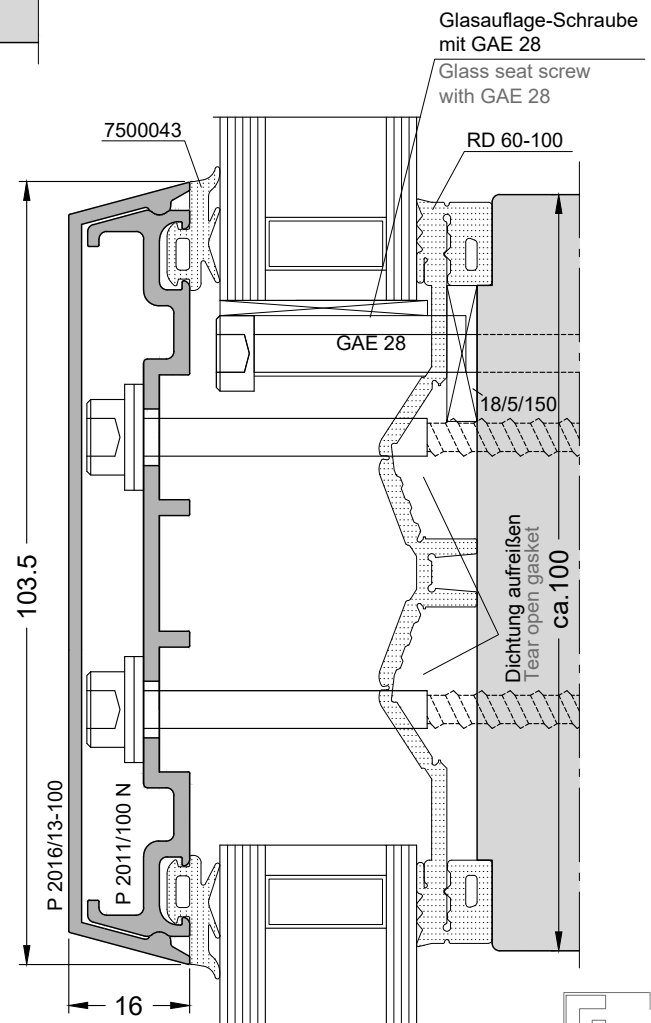 Glasauflage-Schraube
mit GAE 28
Glass seat screw
with GAE 28
7500043
RD 60-100
GAE 28
18/5/150
103.5
Dichtung aufreißen
Tear open gasket
ca.100
P 2016/13-100
P 2011/100 N
16